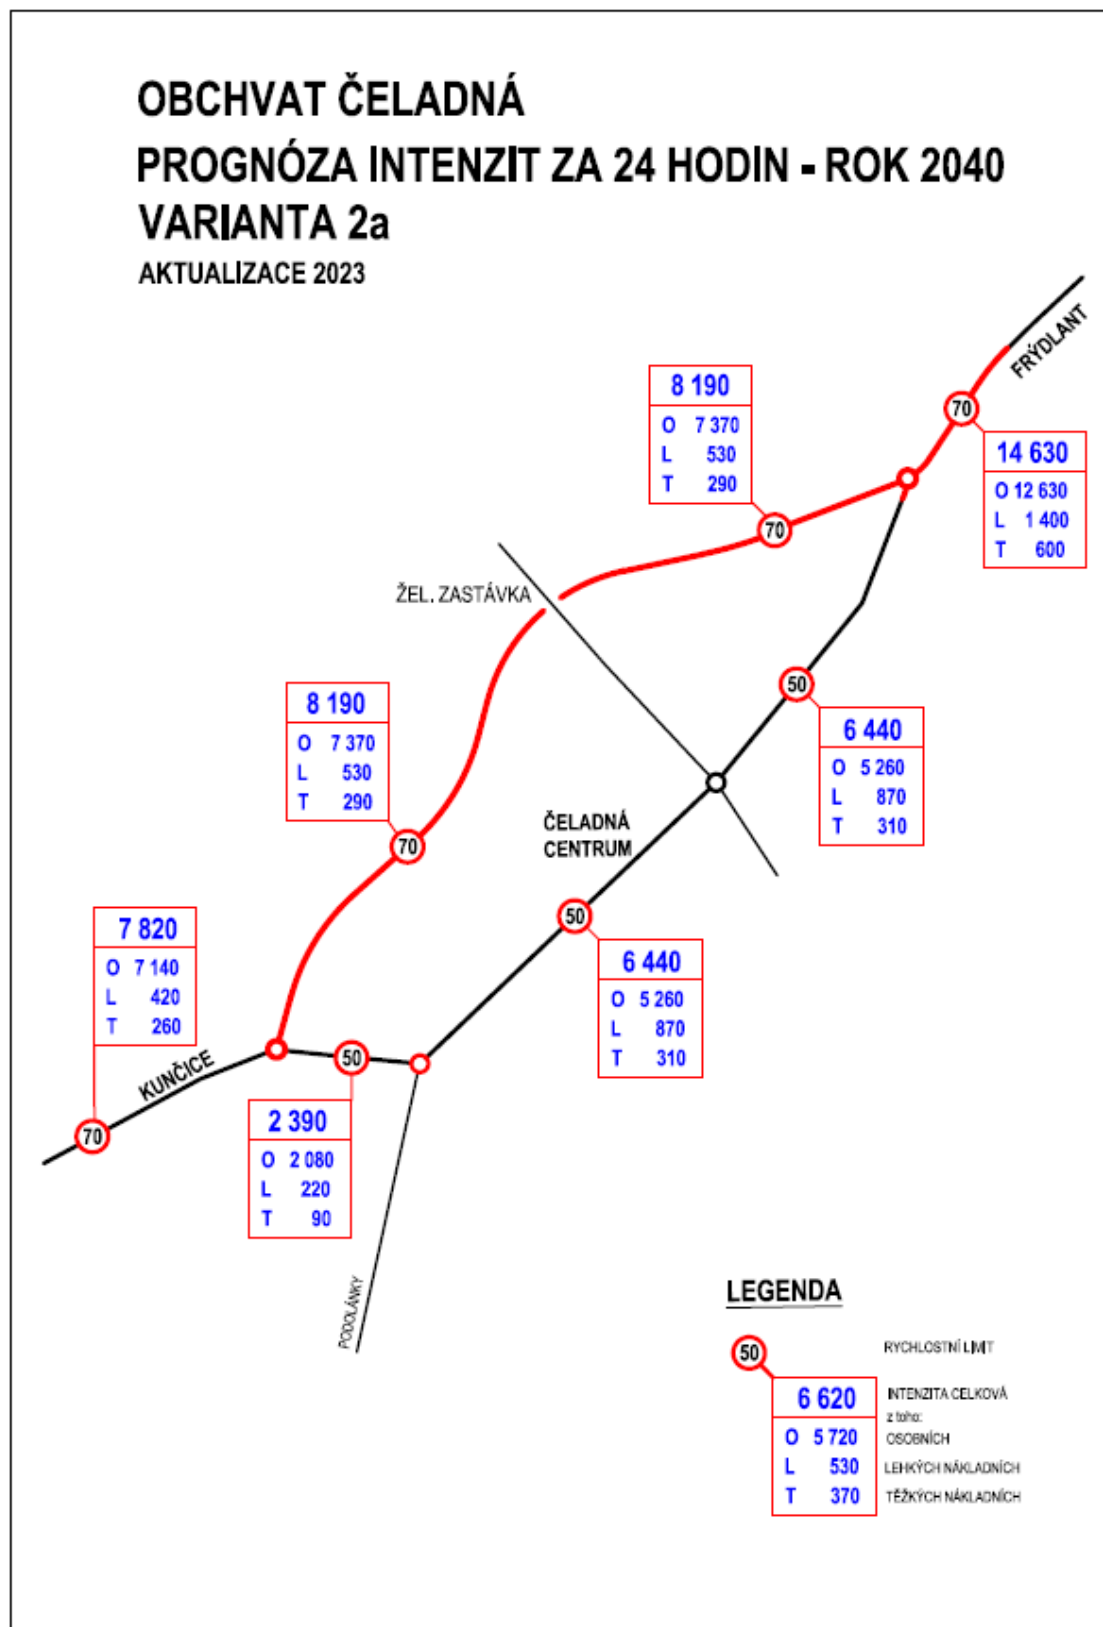 OBCHVAT ČELADNÁ
PROGNÓZA INTENZIT ZA 24 HODIN - ROK 2040
VARIANTA 2a
AKTUALIZACE 2023
FRÝDLANT
70
14 630
O 12 630
L 1 400
T 600
8 190
O 7 370
L 530
T 290
70
ŽEL. ZASTÁVKA
50
6 440
O 5 260
L 870
T 310
8 190
O 7 370
L 530
T 290
70
ČELADNÁ
CENTRUM
50
6 440
O 5 260
L 870
T 310
7 820
O 7 140
L 420
T 260
70
KUNČICE
50
2 390
O 2 080
L 220
T 90
PODOLÁNKY
LEGENDA
50
RYCHLOSTNÍ LIMIT
6 620
INTENZITA CELKOVÁ
z toho:
O 5 720
OSOBNÍCH
L 530
LEHKÝCH NÁKLADNÍCH
T 370
TĚŽKÝCH NÁKLADNÍCH